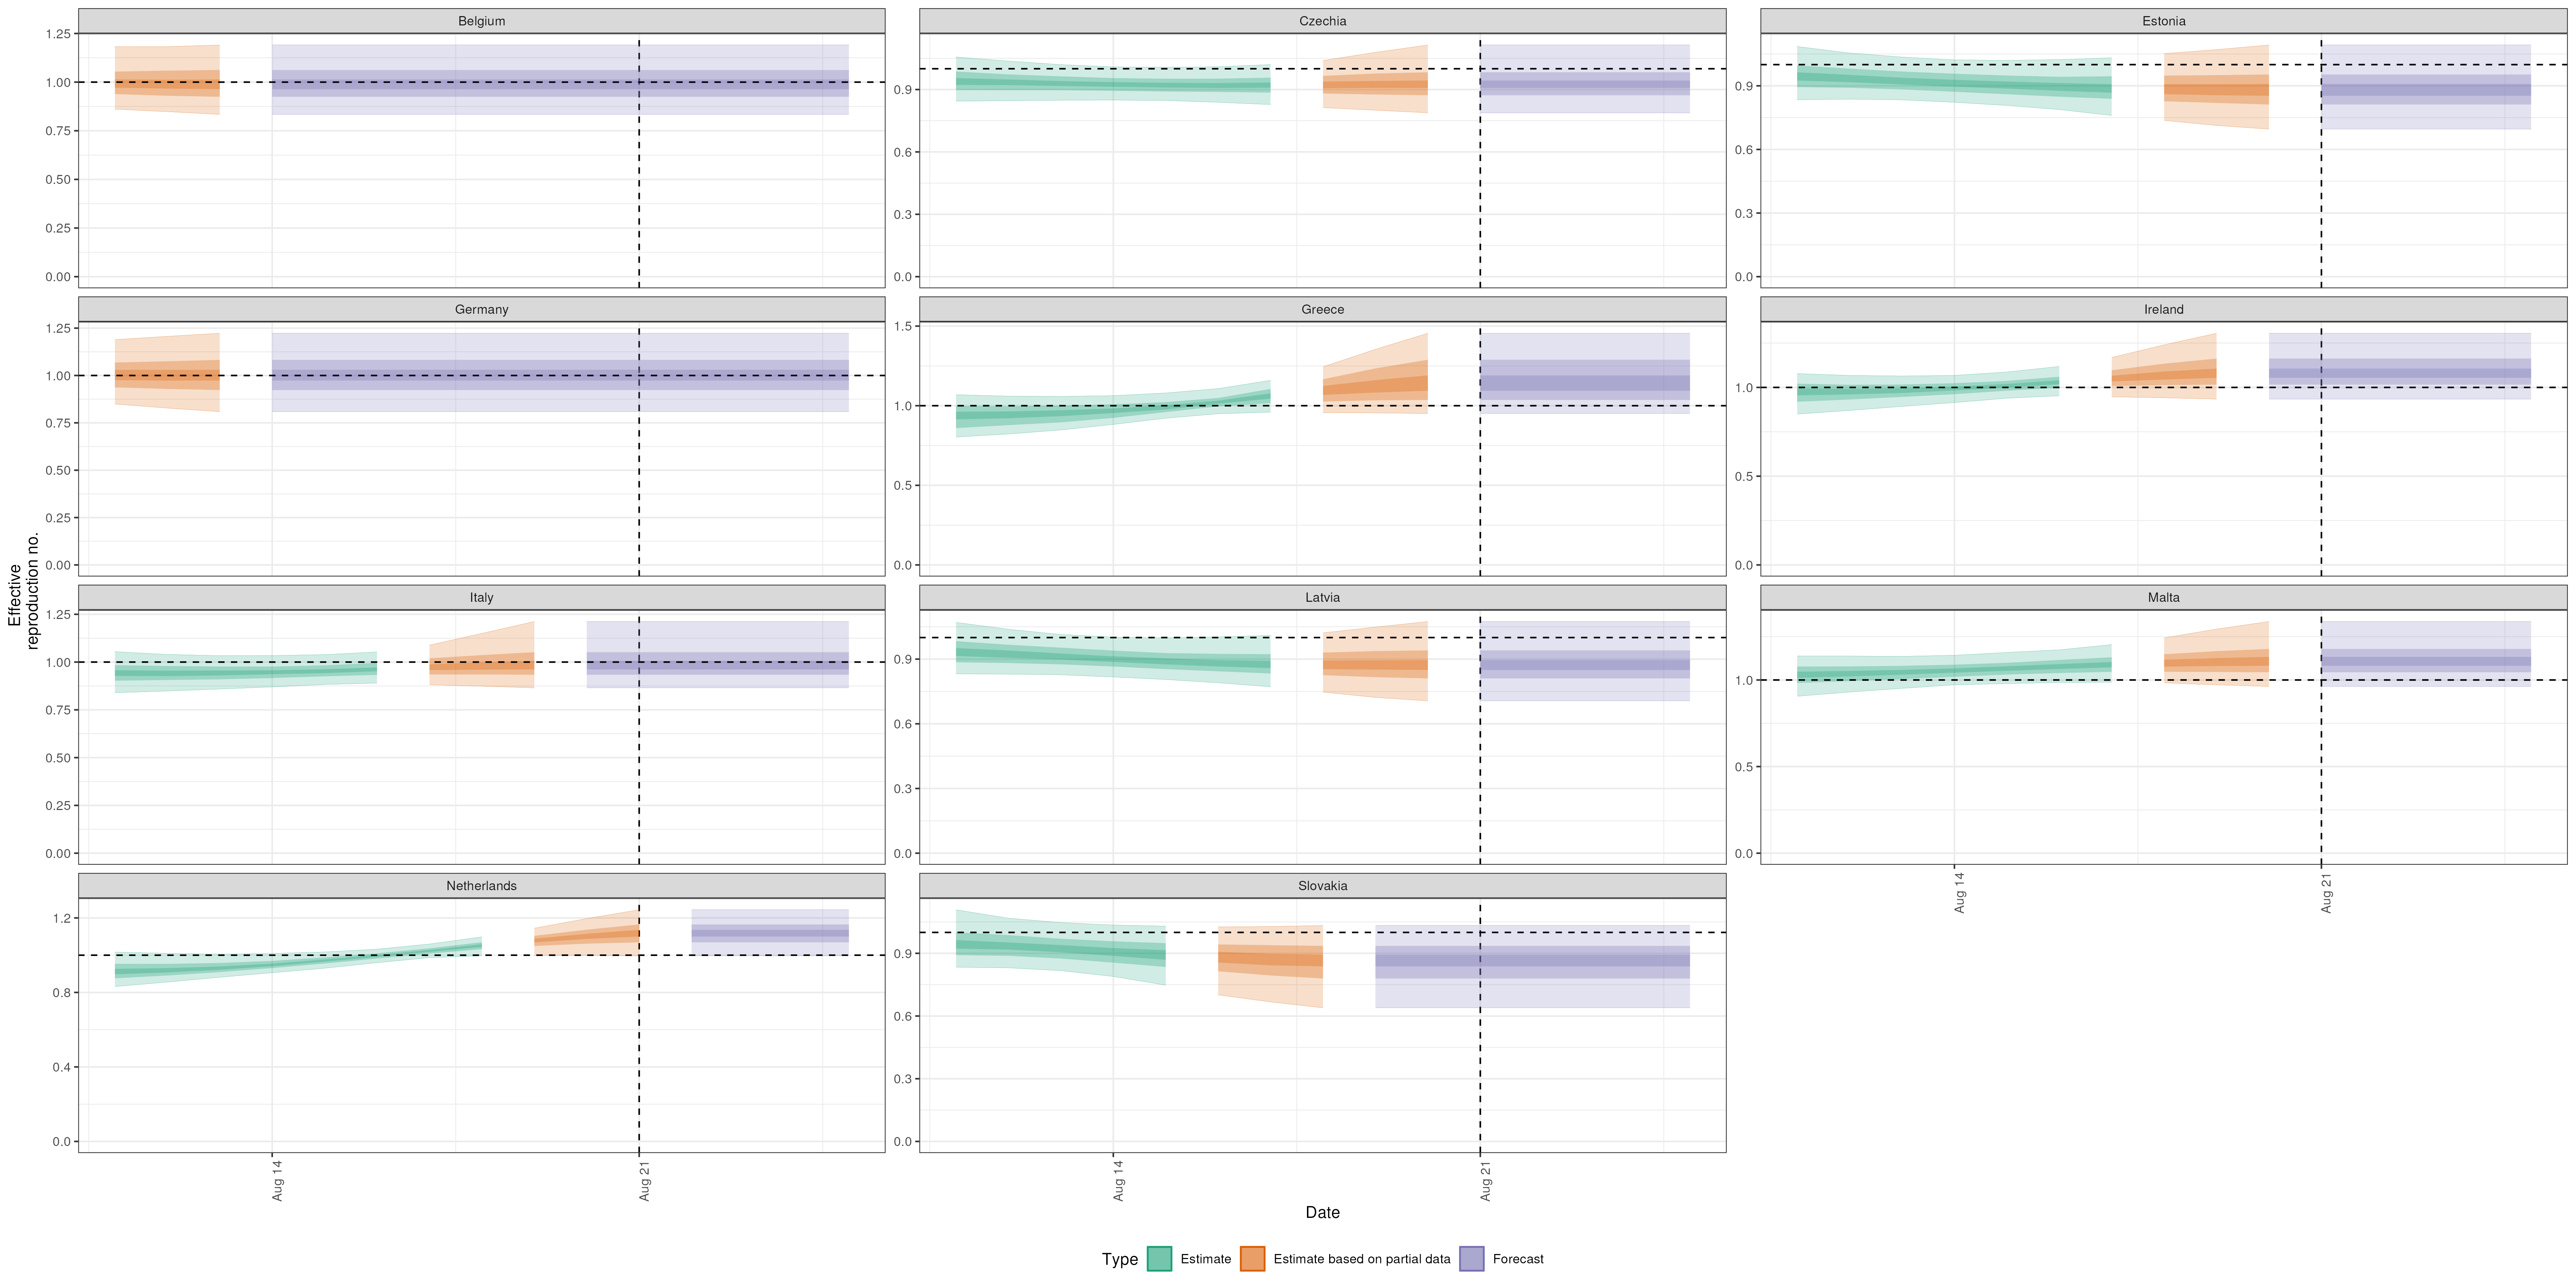 Belgium
Czechia
Estonia
1.25
1.00
0.75
0.50
0.25
0.00
0.9
0.6
0.3
0.0
0.9
0.6
0.3
0.0
Germany
Greece
Ireland
1.25
1.00
0.75
0.50
0.25
0.00
1.5
1.0
0.5
0.0
1.0
0.5
0.0
Effective
reproduction no.
Italy
Latvia
Malta
1.25
1.00
0.75
0.50
0.25
0.00
0.9
0.6
0.3
0.0
1.0
0.5
0.0
Aug 14
Aug 21
Netherlands
Slovakia
1.2
0.8
0.4
0.0
0.9
0.6
0.3
0.0
Aug 14
Aug 21
Aug 14
Aug 21
Date
Type Estimate Estimate based on partial data Forecast